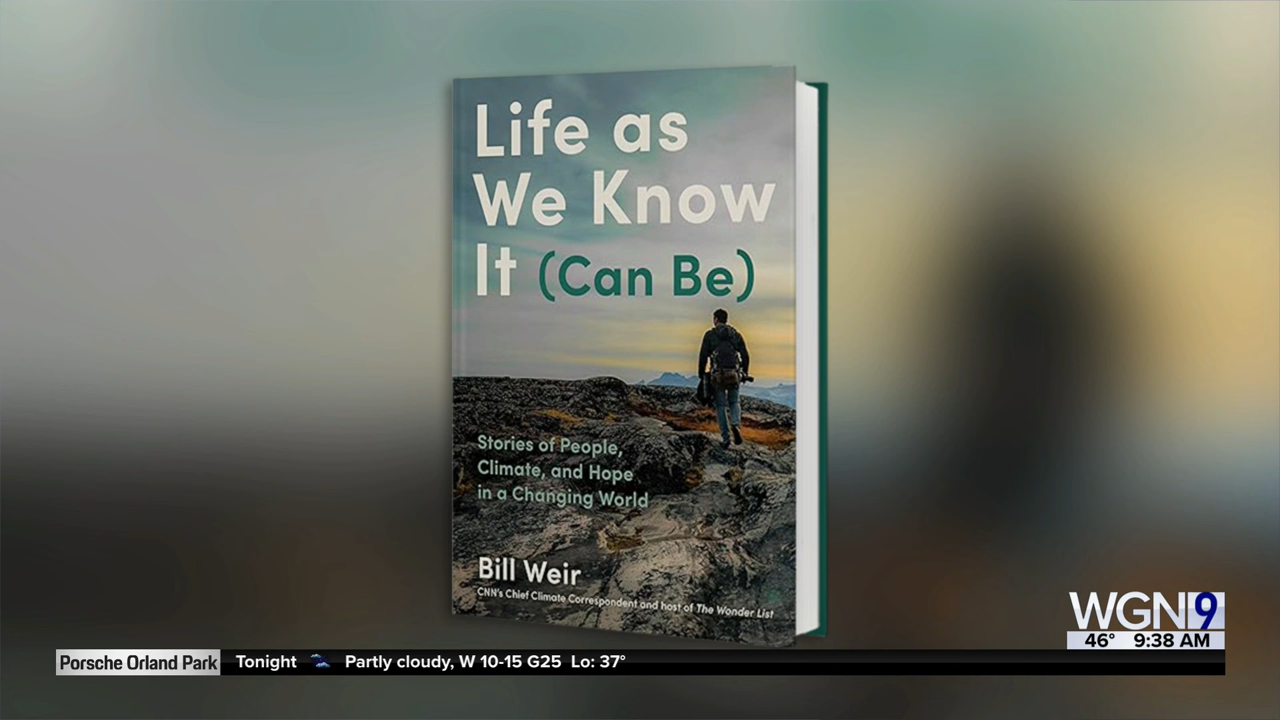 Life as
We Know
It (Can Be)
Stories of People,
Climate, and Hope
in a Changing World
Bill Weir
CNN's Chief Climate Correspondent and host of The Wonder List
WGN9
46° 9:38 AM
Porsche Orland Park Tonight Partly cloudy, W 10-15 G25 Lo: 37°